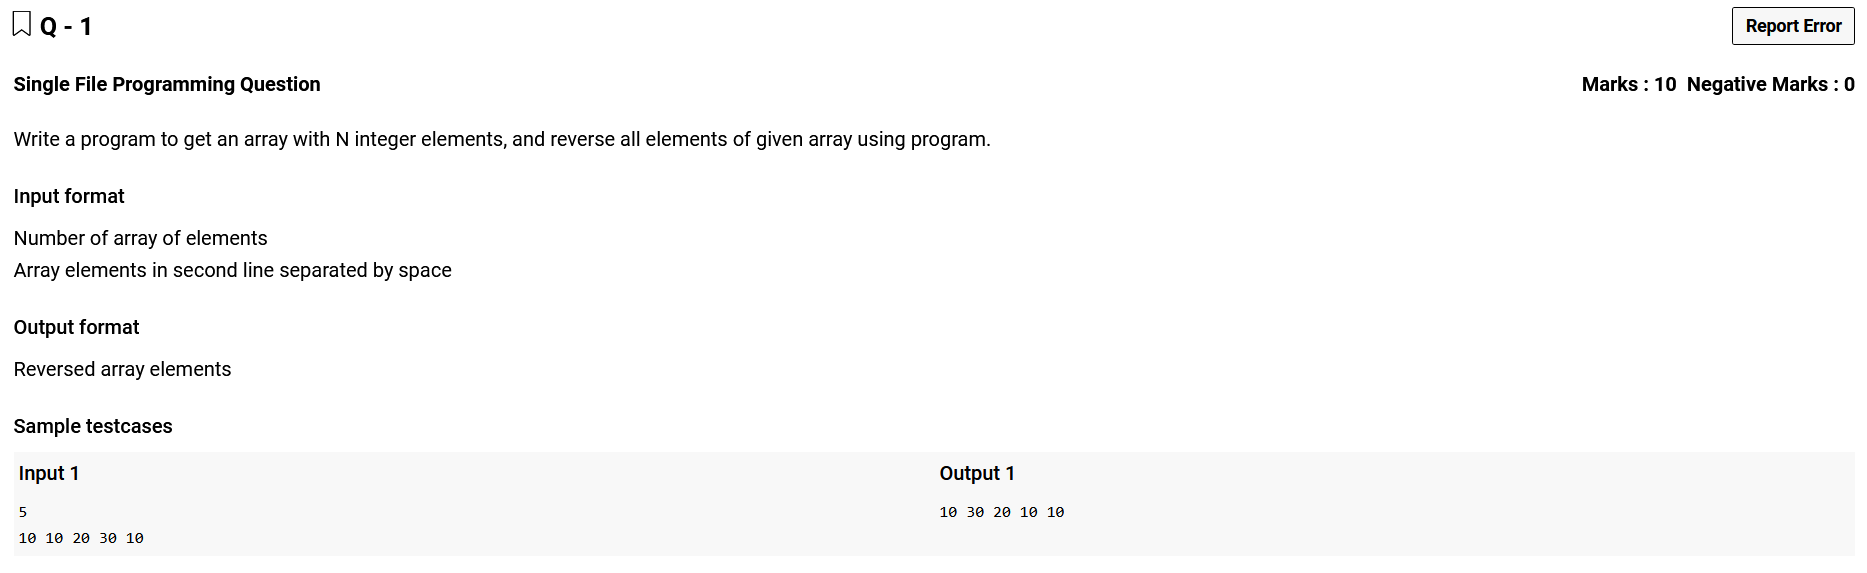 Q - 1
Report Error
Single File Programming Question
Marks : 10 Negative Marks : 0
Write a program to get an array with N integer elements, and reverse all elements of given array using program.
Input format
Number of array of elements
Array elements in second line separated by space
Output format
Reversed array elements
Sample testcases
Input 1
5
10 10 20 30 10
Output 1
10 30 20 10 10